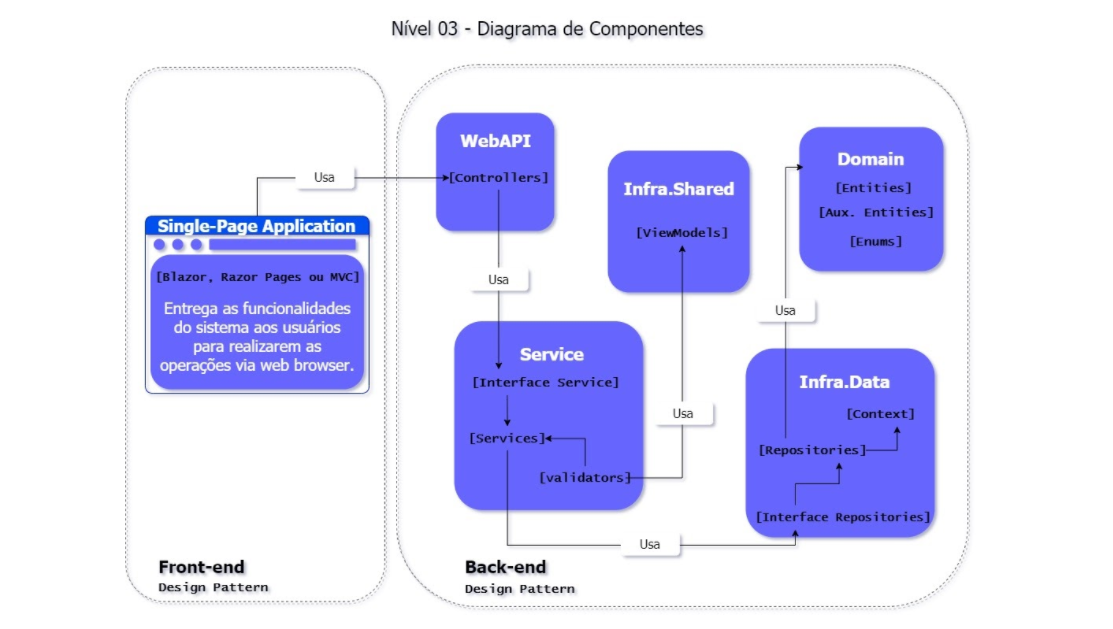 Nível 03 - Diagrama de Componentes
Usa
Single-Page Application
[Blazor, Razor Pages ou MVC]
Entrega as funcionalidades
do sistema aos usuários
para realizarem as
operações via web browser.
Front-end
Design Pattern
WebAPI
[Controllers]
Usa
Service
[Interface Service]
[Services]
[validators]
Usa
Infra.Shared
[ViewModels]
Usa
Domain
[Entities]
[Aux. Entities]
[Enums]
Usa
Infra.Data
[Context]
[Repositories]
[Interface Repositories]
Back-end
Design Pattern